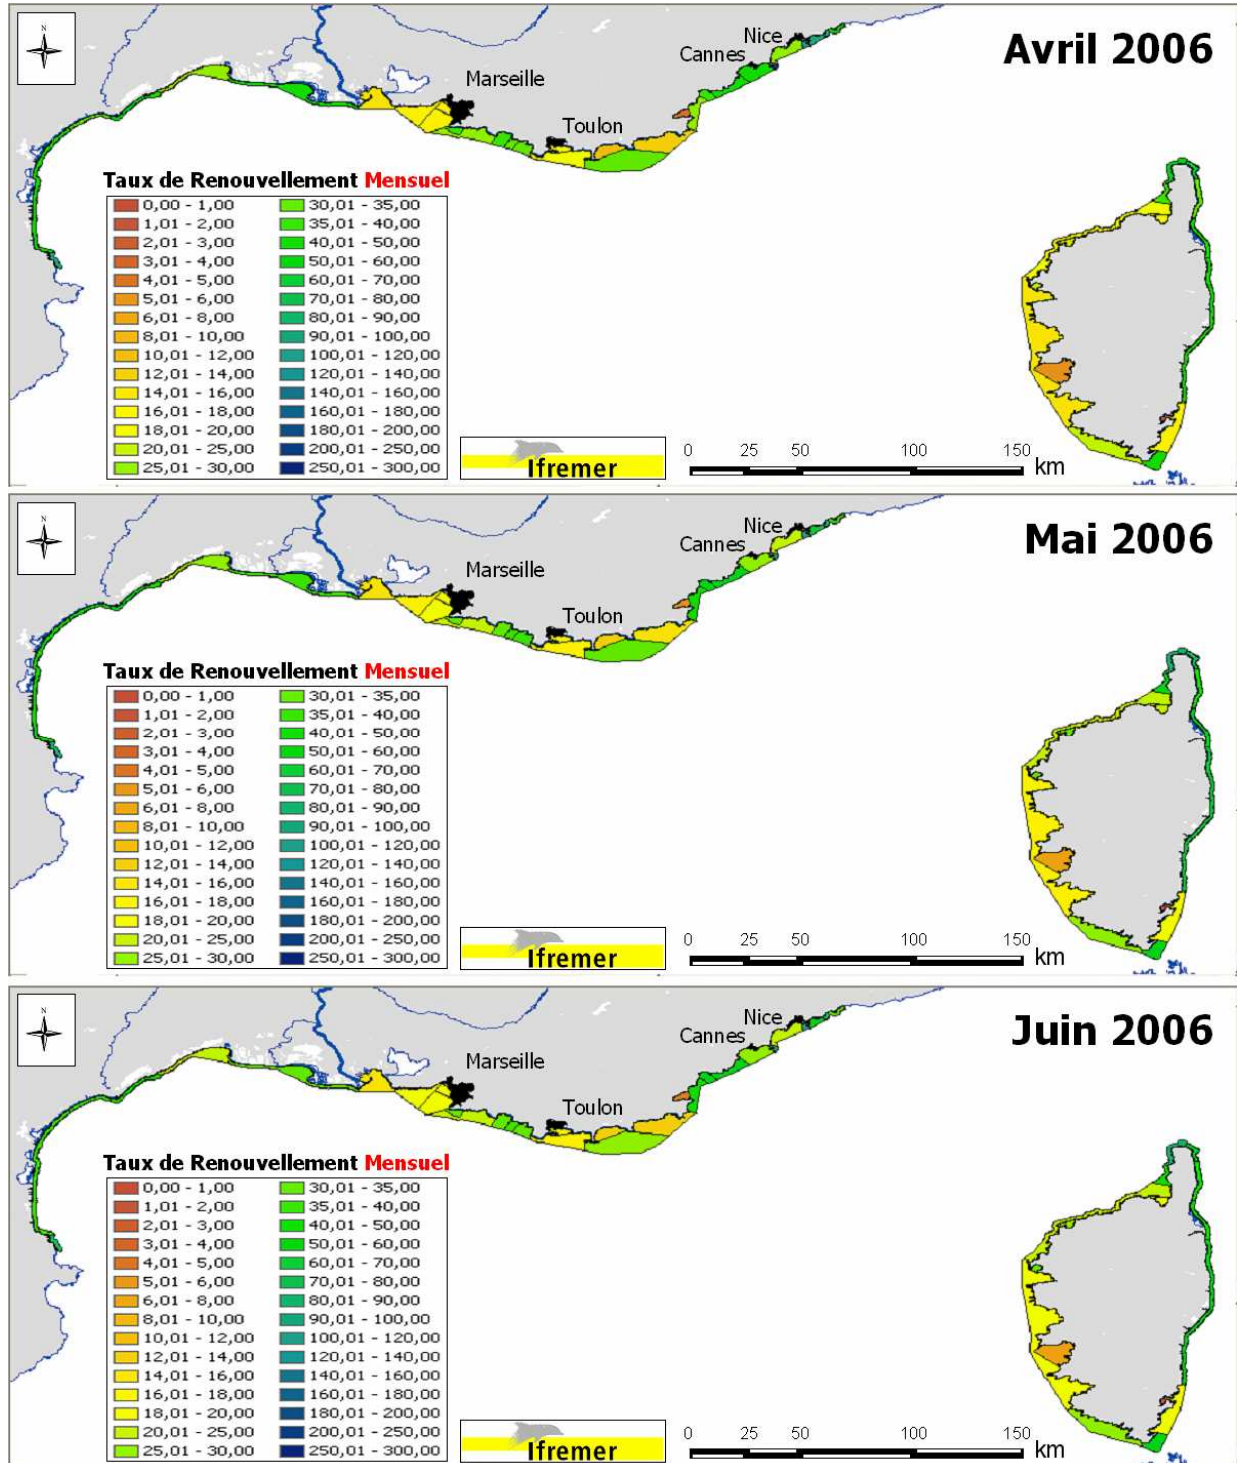 N
Nice
Cannes
Avril 2006
Marseille
Toulon
Taux de Renouvellement Mensuel
0,00 - 1,00 30,01 - 35,00
1,01 - 2,00 35,01 - 40,00
2,01 - 3,00 40,01 - 50,00
3,01 - 4,00 50,01 - 60,00
4,01 - 5,00 60,01 - 70,00
5,01 - 6,00 70,01 - 80,00
6,01 - 8,00 80,01 - 90,00
8,01 - 10,00 90,01 - 100,00
10,01 - 12,00 100,01 - 120,00
12,01 - 14,00 120,01 - 140,00
14,01 - 16,00 140,01 - 160,00
16,01 - 18,00 160,01 - 180,00
18,01 - 20,00 180,01 - 200,00
20,01 - 25,00 200,01 - 250,00
25,01 - 30,00 250,01 - 300,00
Ifremer
0 25 50 100 150
km
N
Nice
Cannes
Mai 2006
Marseille
Toulon
Taux de Renouvellement Mensuel
0,00 - 1,00 30,01 - 35,00
1,01 - 2,00 35,01 - 40,00
2,01 - 3,00 40,01 - 50,00
3,01 - 4,00 50,01 - 60,00
4,01 - 5,00 60,01 - 70,00
5,01 - 6,00 70,01 - 80,00
6,01 - 8,00 80,01 - 90,00
8,01 - 10,00 90,01 - 100,00
10,01 - 12,00 100,01 - 120,00
12,01 - 14,00 120,01 - 140,00
14,01 - 16,00 140,01 - 160,00
16,01 - 18,00 160,01 - 180,00
18,01 - 20,00 180,01 - 200,00
20,01 - 25,00 200,01 - 250,00
25,01 - 30,00 250,01 - 300,00
Ifremer
0 25 50 100 150
km
N
Nice
Cannes
Juin 2006
Marseille
Toulon
Taux de Renouvellement Mensuel
0,00 - 1,00 30,01 - 35,00
1,01 - 2,00 35,01 - 40,00
2,01 - 3,00 40,01 - 50,00
3,01 - 4,00 50,01 - 60,00
4,01 - 5,00 60,01 - 70,00
5,01 - 6,00 70,01 - 80,00
6,01 - 8,00 80,01 - 90,00
8,01 - 10,00 90,01 - 100,00
10,01 - 12,00 100,01 - 120,00
12,01 - 14,00 120,01 - 140,00
14,01 - 16,00 140,01 - 160,00
16,01 - 18,00 160,01 - 180,00
18,01 - 20,00 180,01 - 200,00
20,01 - 25,00 200,01 - 250,00
25,01 - 30,00 250,01 - 300,00
Ifremer
0 25 50 100 150
km